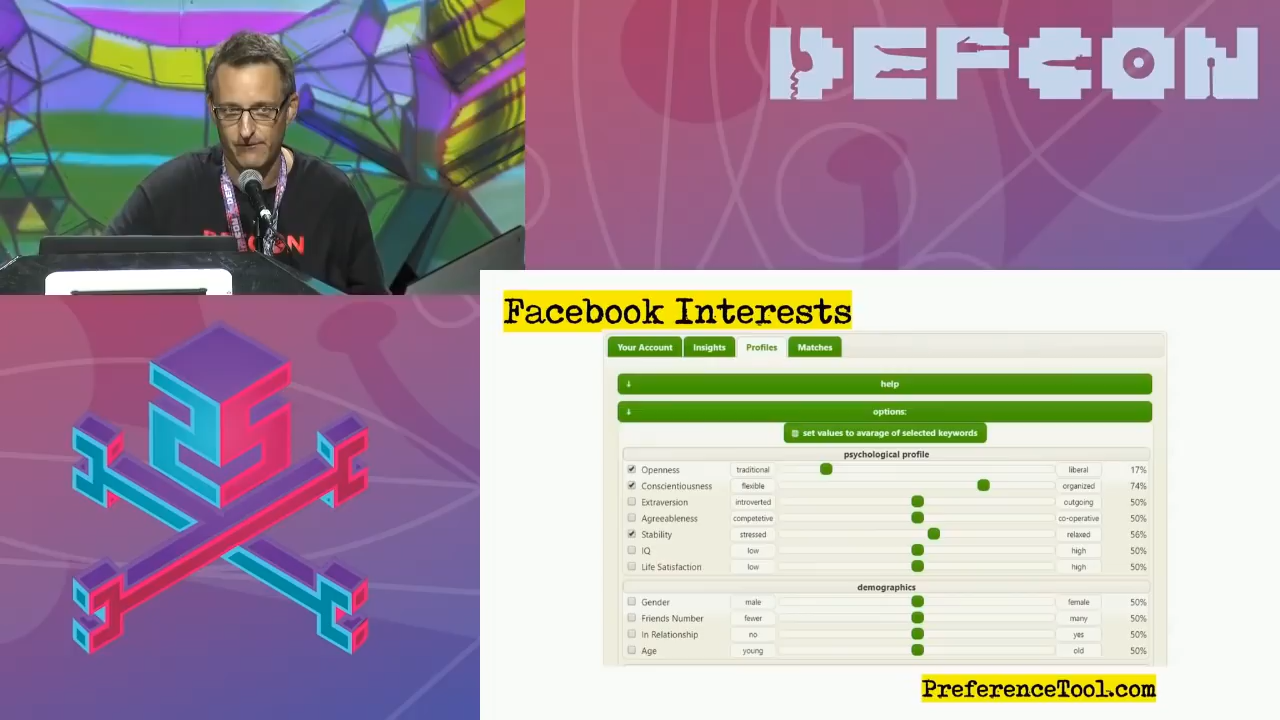 DEFCON
DEFCON
Facebook Interests
Your Account Insights Profiles Matches
help
options:
set values to avarage of selected keywords
psychological profile
Openness traditional liberal 17%
Conscientiousness flexible organized 74%
Extraversion introverted outgoing 50%
Agreeableness competetive co-operative 50%
Stability stressed relaxed 56%
IQ low high 50%
Life Satisfaction low high 50%
demographics
Gender male female 50%
Friends Number fewer many 50%
In Relationship no yes 50%
Age young old 50%
PreferenceTool.com